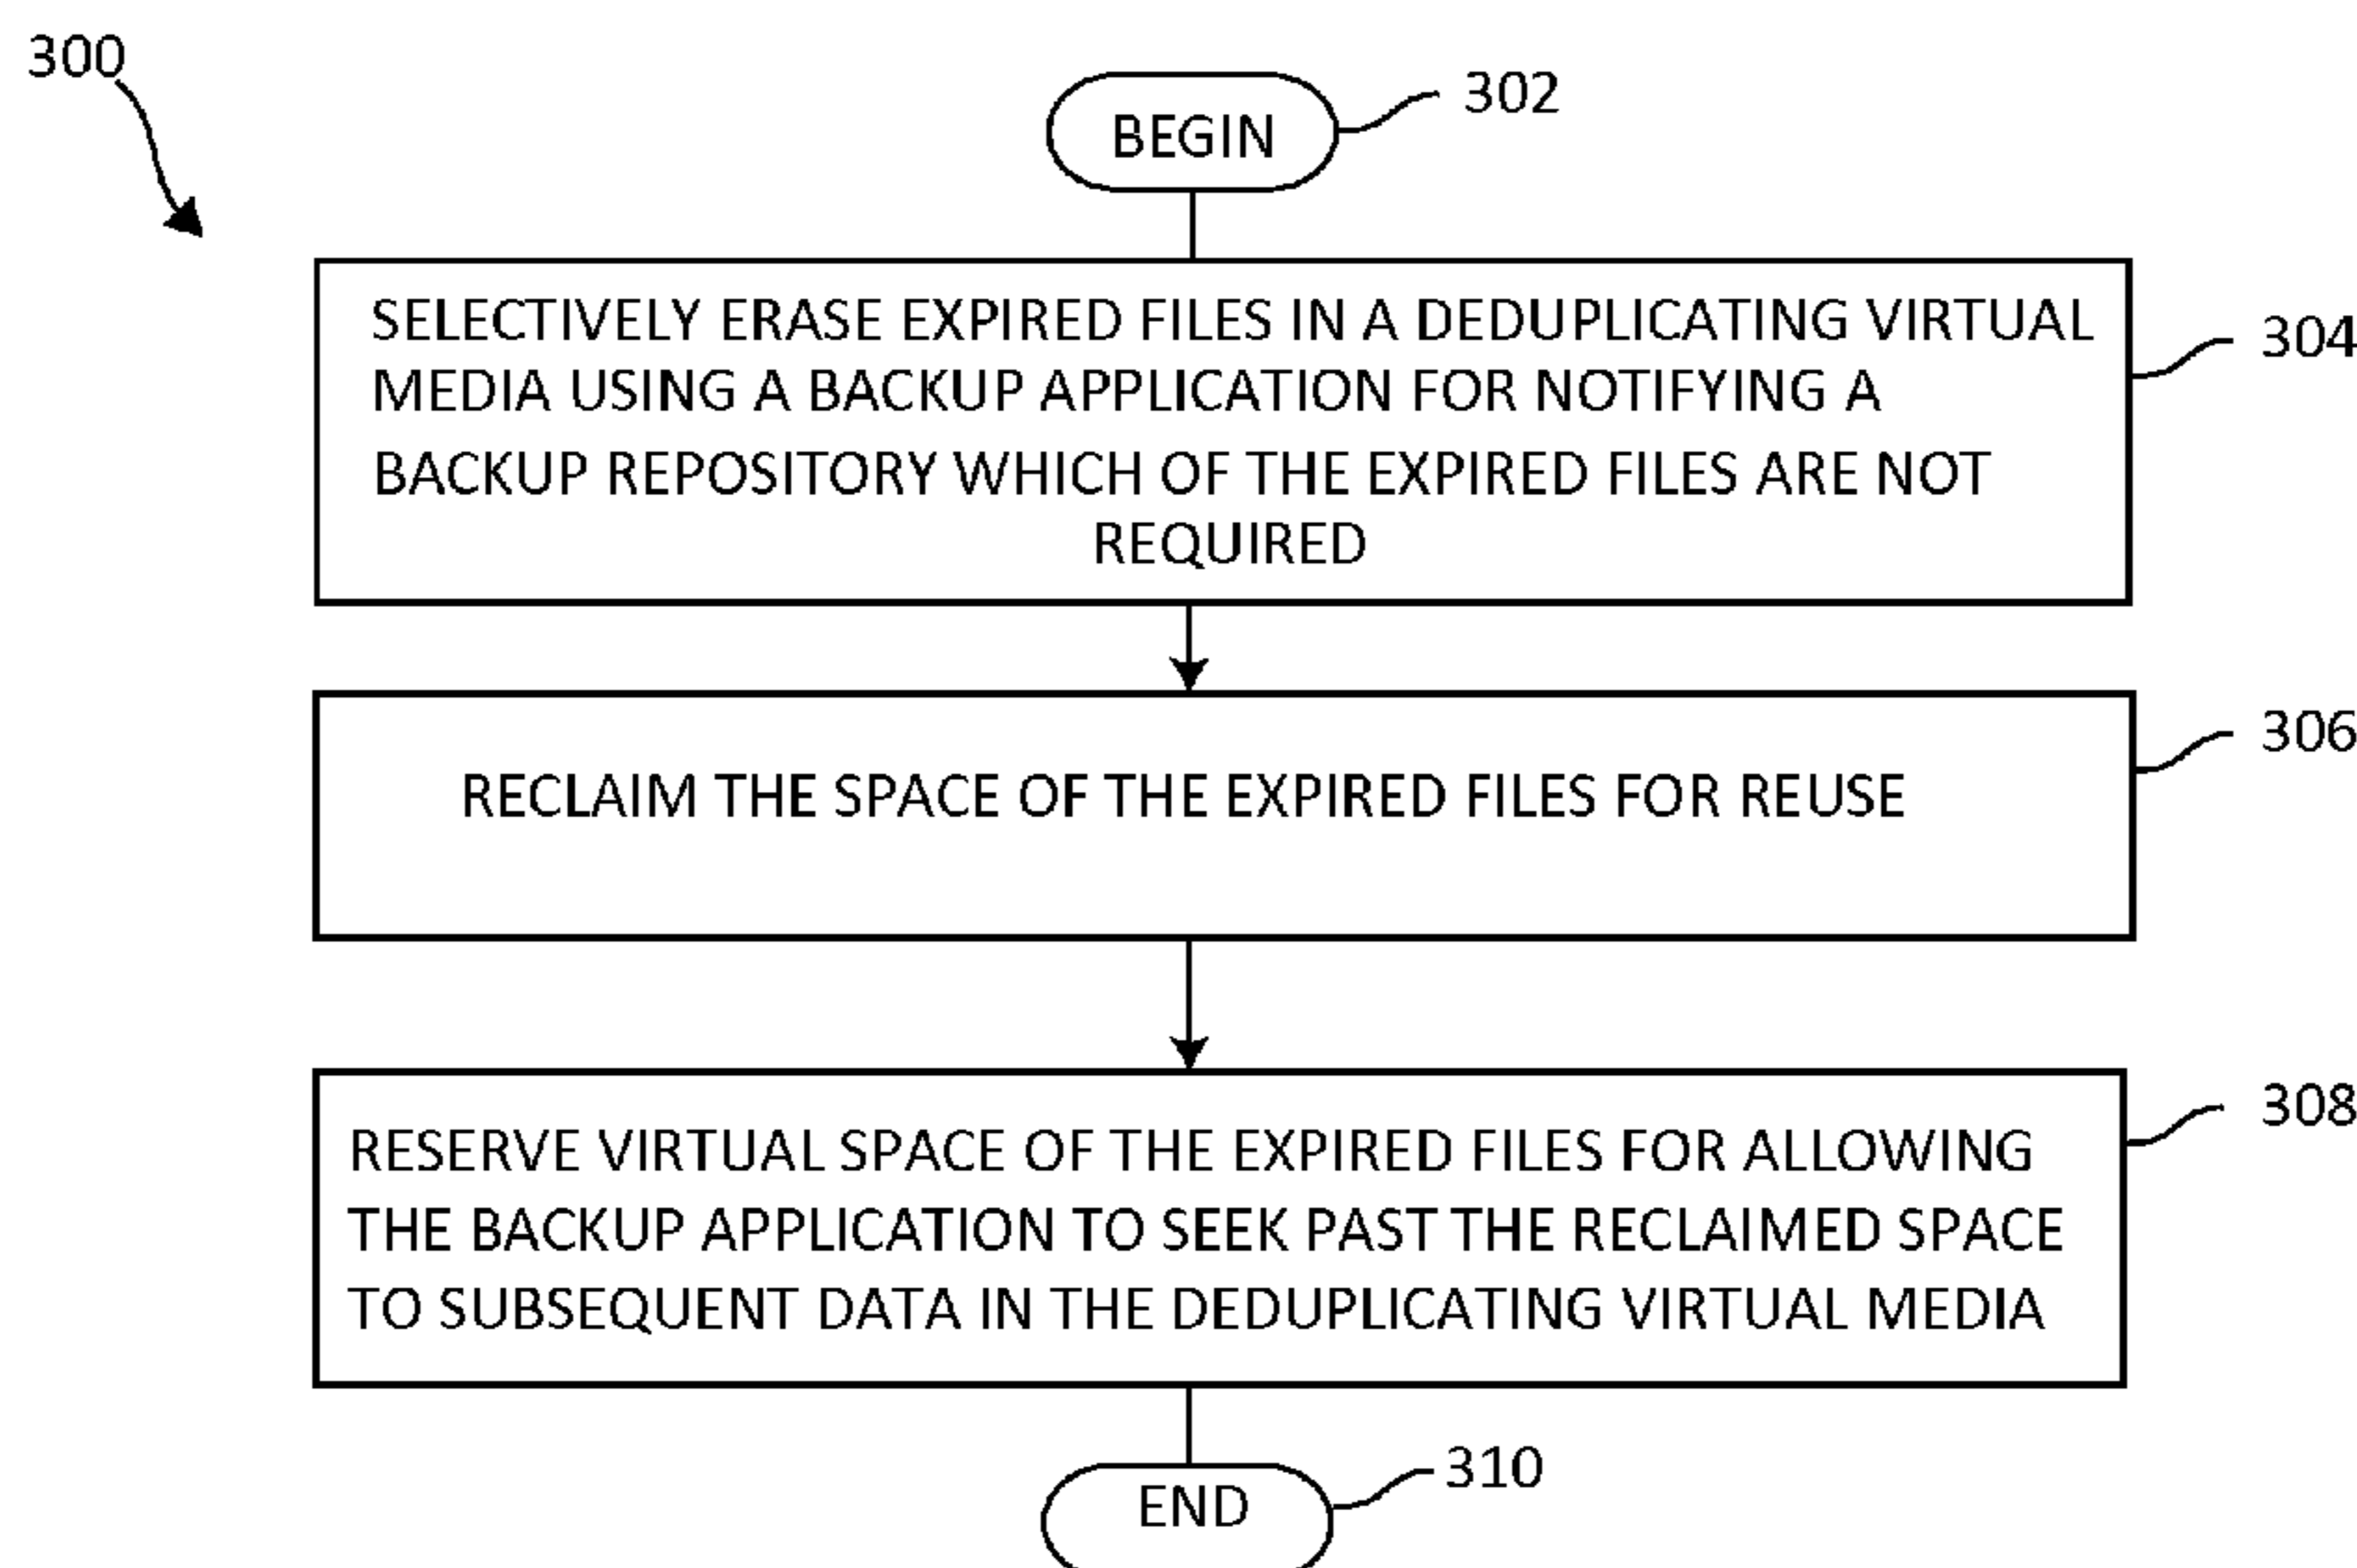 300
BEGIN
302
SELECTIVELY ERASE EXPIRED FILES IN A DEDUPLICATING VIRTUAL
MEDIA USING A BACKUP APPLICATION FOR NOTIFYING A
BACKUP REPOSITORY WHICH OF THE EXPIRED FILES ARE NOT
REQUIRED
304
RECLAIM THE SPACE OF THE EXPIRED FILES FOR REUSE
306
RESERVE VIRTUAL SPACE OF THE EXPIRED FILES FOR ALLOWING
THE BACKUP APPLICATION TO SEEK PAST THE RECLAIMED SPACE
TO SUBSEQUENT DATA IN THE DEDUPLICATING VIRTUAL MEDIA
308
END
310